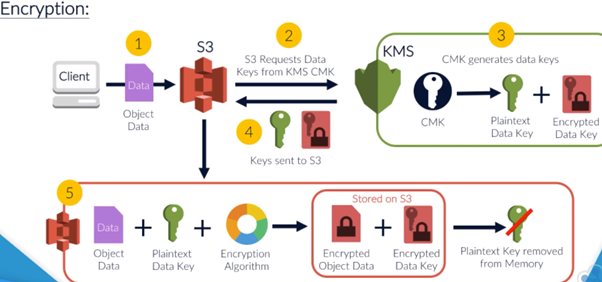 Encryption:
1
Client
Data
Object
Data
S3
2
S3 Requests Data
Keys from KMS CMK
4
Keys sent to S3
KMS
3
CMK generates data keys
CMK
+
Plaintext
Data Key
Encrypted
Data Key
5
Data
+
+
Object
Data
Plaintext
Data Key
Encryption
Algorithm
Stored on S3
+
Encrypted
Object Data
Encrypted
Data Key
Plaintext Key removed
from Memory